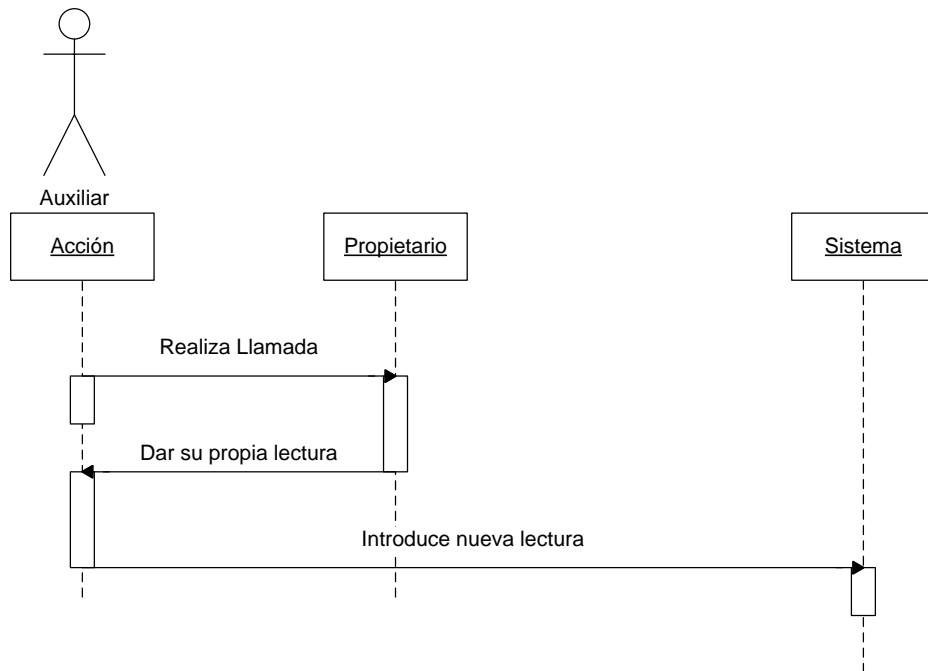 Auxiliar
Acción
Propietario
Sistema
Realiza Llamada
Dar su propia lectura
Introduce nueva lectura